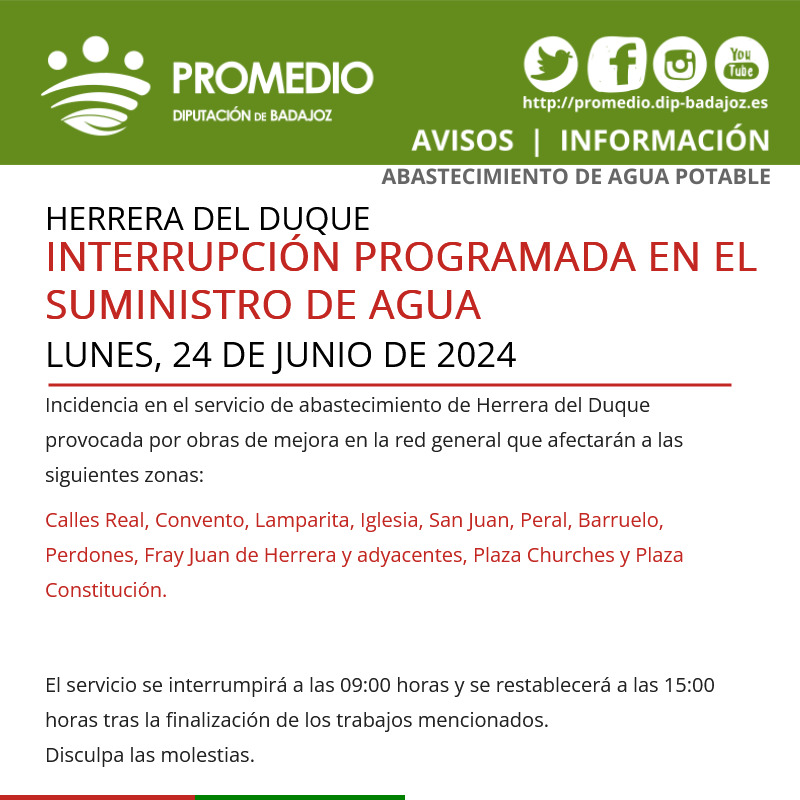 PROMEDIO
DIPUTACIÓN DE BADAJOZ
You
Tube
http://promedio.dip-badajoz.es
AVISOS | INFORMACIÓN
ABASTECIMIENTO DE AGUA POTABLE
HERRERA DEL DUQUE
INTERRUPCIÓN PROGRAMADA EN EL
SUMINISTRO DE AGUA
LUNES, 24 DE JUNIO DE 2024
Incidencia en el servicio de abastecimiento de Herrera del Duque
provocada por obras de mejora en la red general que afectarán a las
siguientes zonas:
Calles Real, Convento, Lamparita, Iglesia, San Juan, Peral, Barruelo,
Perdones, Fray Juan de Herrera y adyacentes, Plaza Churches y Plaza
Constitución.
El servicio se interrumpirá a las 09:00 horas y se restablecerá a las 15:00
horas tras la finalización de los trabajos mencionados.
Disculpa las molestias.